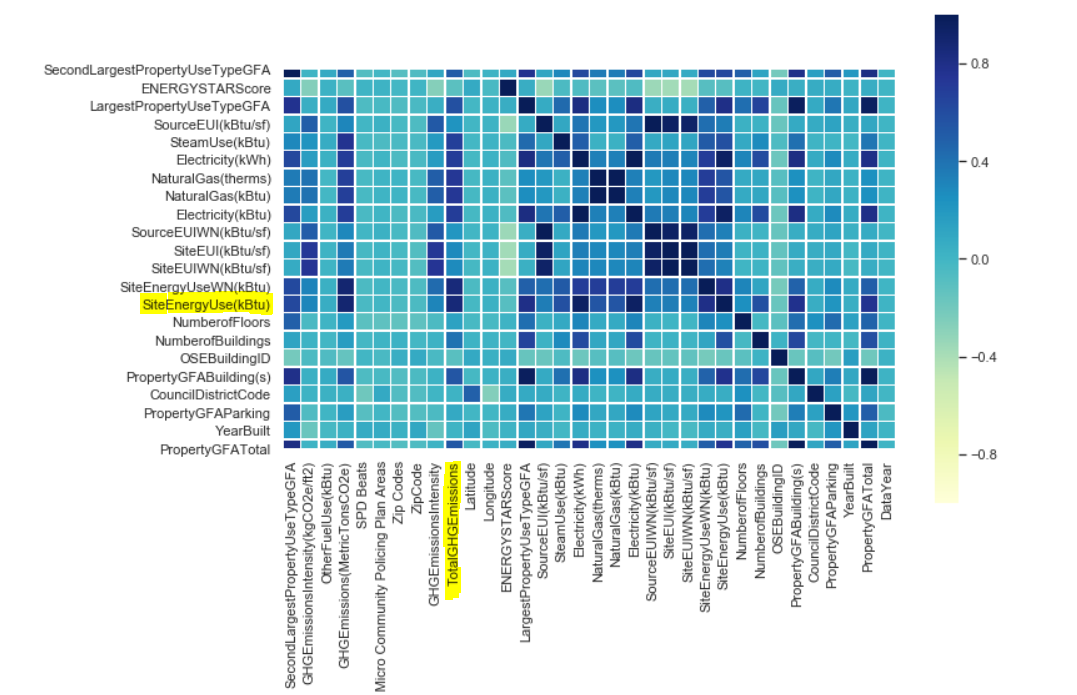 SecondLargestPropertyUseTypeGFA
ENERGYSTARScore
LargestPropertyUseTypeGFA
SourceEUI(kBtu/sf)
SteamUse(kBtu)
Electricity(kWh)
NaturalGas(therms)
NaturalGas(kBtu)
Electricity(kBtu)
SourceEUIWN(kBtu/sf)
SiteEUI(kBtu/sf)
SiteEUIWN(kBtu/sf)
SiteEnergyUseWN(kBtu)
SiteEnergyUse(kBtu)
NumberofFloors
NumberofBuildings
OSEBuildingID
PropertyGFABuilding(s)
CouncilDistrictCode
PropertyGFAParking
YearBuilt
PropertyGFATotal
SecondLargestPropertyUseTypeGFA
GHGEmissionsIntensity(kgCO2e/ft2)
OtherFuelUse(kBtu)
GHGEmissions(MetricTonsCO2e)
SPD Beats
Micro Community Policing Plan Areas
Zip Codes
ZipCode
GHGEmissionsIntensity
TotalGHGEmissions
Latitude
Longitude
ENERGYSTARScore
LargestPropertyUseTypeGFA
SourceEUI(kBtu/sf)
SteamUse(kBtu)
Electricity(kWh)
NaturalGas(therms)
NaturalGas(kBtu)
Electricity(kBtu)
SourceEUIWN(kBtu/sf)
SiteEUI(kBtu/sf)
SiteEUIWN(kBtu/sf)
SiteEnergyUseWN(kBtu)
SiteEnergyUse(kBtu)
NumberofFloors
NumberofBuildings
OSEBuildingID
PropertyGFABuilding(s)
CouncilDistrictCode
PropertyGFAParking
YearBuilt
PropertyGFATotal
DataYear
0.8
0.4
0.0
−0.4
−0.8